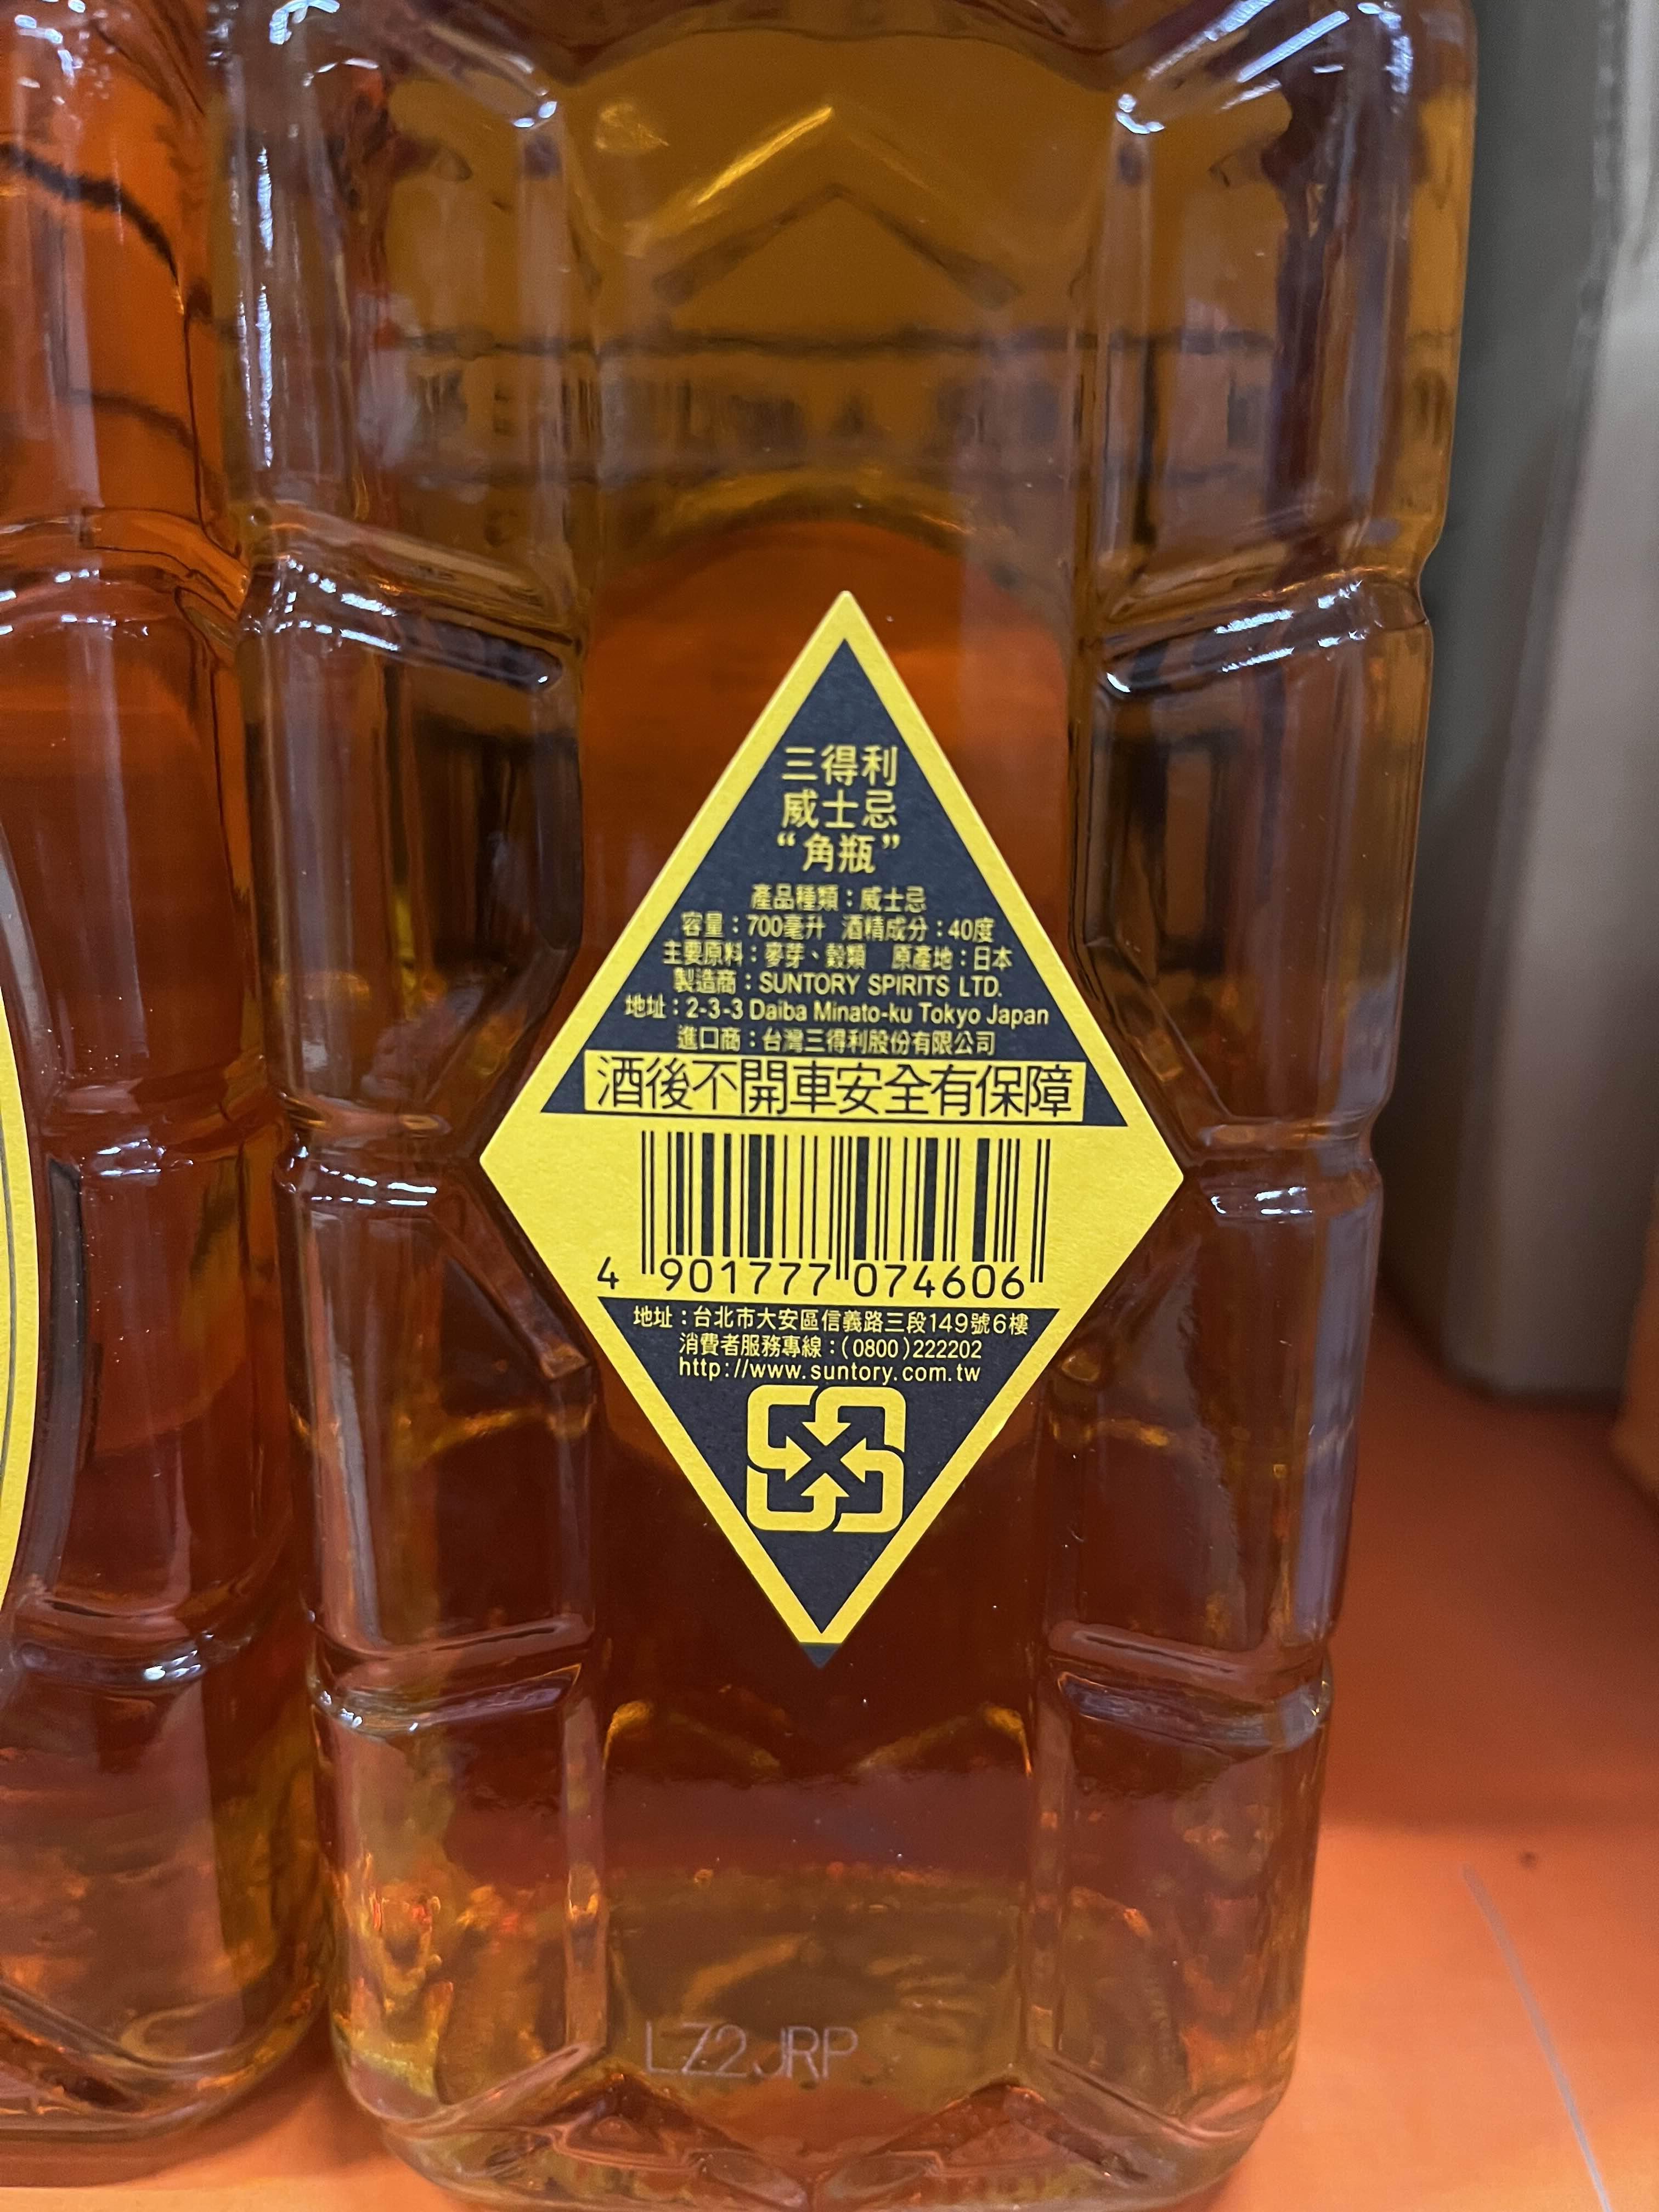 三得利
威士忌
“角瓶”
產品種類：威士忌
容量：700毫升 酒精成分：40度
主要原料：麥芽、穀類 原產地：日本
製造商：SUNTORY SPIRITS LTD.
地址：2-3-3 Daiba Minato-ku Tokyo Japan
進口商：台灣三得利股份有限公司
酒後不開車安全有保障
4 901777 074606
地址：台北市大安區信義路三段149號6樓
消費者服務專線：(0800)222202
http://www.suntory.com.tw
LZ2JRP